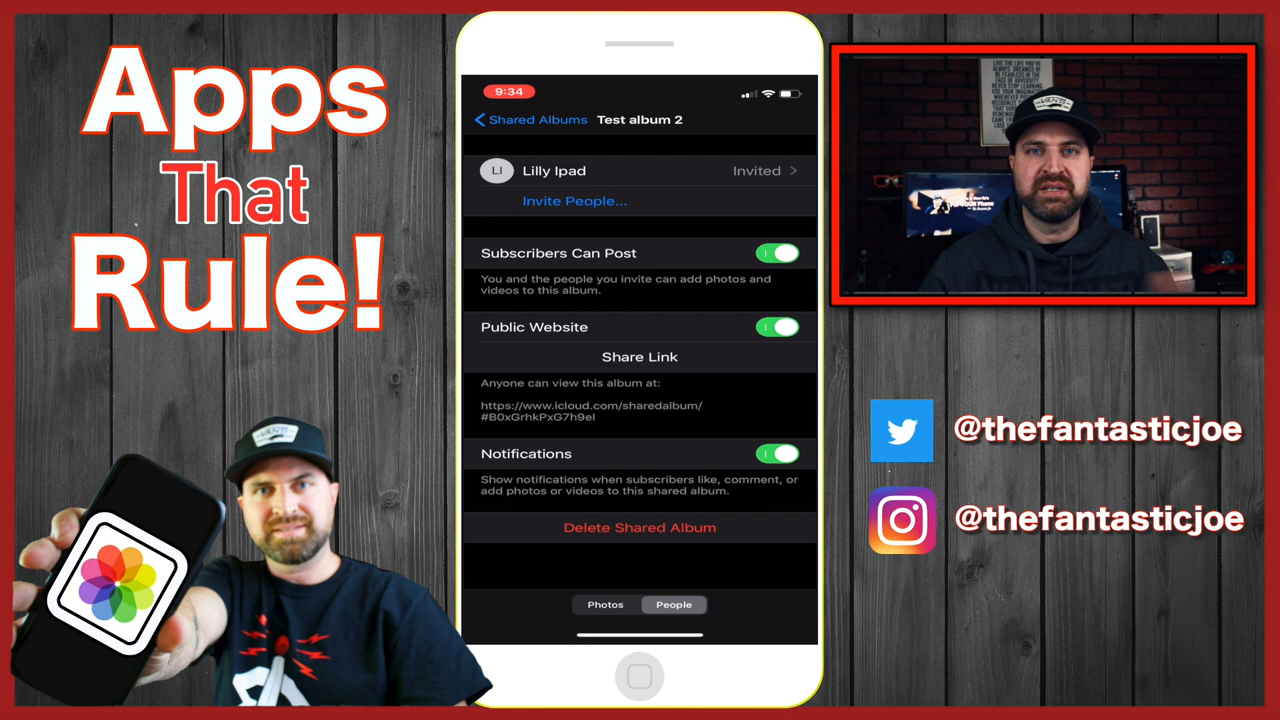 Apps
That
Rule!
9:34
Shared Albums
Test album 2
LI
Lilly Ipad
Invited
Invite People...
Subscribers Can Post
You and the people you invite can add photos and
videos to this album.
Public Website
Share Link
Anyone can view this album at:
https://www.icloud.com/sharedalbum/
#B0xGrhkPxG7h9eI
Notifications
Show notifications when subscribers like, comment, or
add photos or videos to this shared album.
Delete Shared Album
Photos
People
VANS
@thefantasticjoe
@thefantasticjoe